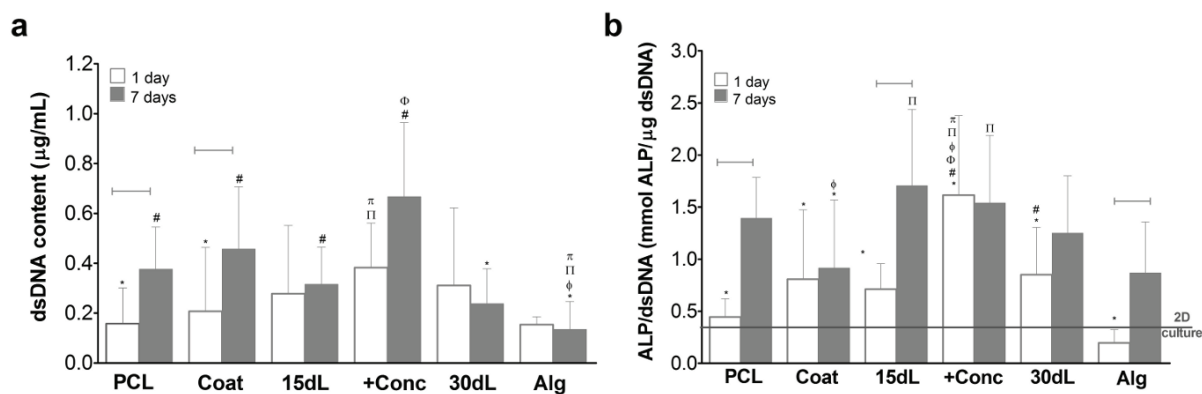 a
dsDNA content (μg/mL)
1.2
1.0
0.8
0.6
0.4
0.2
0.0
1 day
7 days
*
#
*
#
#
π
Π
Φ
#
*
π
Π
ϕ
*
PCL
Coat
15dL
+Conc
30dL
Alg
b
ALP/dsDNA (mmol ALP/μg dsDNA)
3.0
2.5
2.0
1.5
1.0
0.5
0.0
1 day
7 days
*
*
ϕ
*
*
Π
π
Π
ϕ
Φ
#
*
Π
#
*
*
2D
culture
PCL
Coat
15dL
+Conc
30dL
Alg